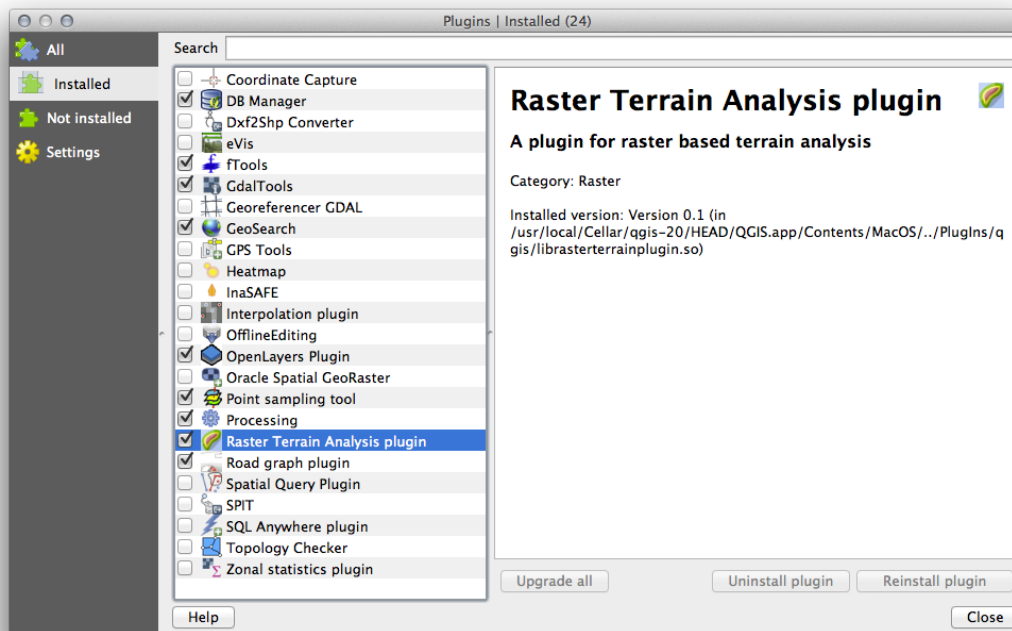 Plugins | Installed (24)
All
Installed
Not installed
Settings
Search
Coordinate Capture
DB Manager
Dxf2Shp Converter
eVis
fTools
GdalTools
Georeferencer GDAL
GeoSearch
GPS Tools
Heatmap
InaSAFE
Interpolation plugin
OfflineEditing
OpenLayers Plugin
Oracle Spatial GeoRaster
Point sampling tool
Processing
Raster Terrain Analysis plugin
Road graph plugin
Spatial Query Plugin
SPIT
SQL Anywhere plugin
Topology Checker
Zonal statistics plugin
Raster Terrain Analysis plugin
A plugin for raster based terrain analysis
Category: Raster
Installed version: Version 0.1 (in
/usr/local/Cellar/qgis-20/HEAD/QGIS.app/Contents/MacOS/../PlugIns/q
gis/librasterterrainplugin.so)
Upgrade all
Uninstall plugin
Reinstall plugin
Help
Close